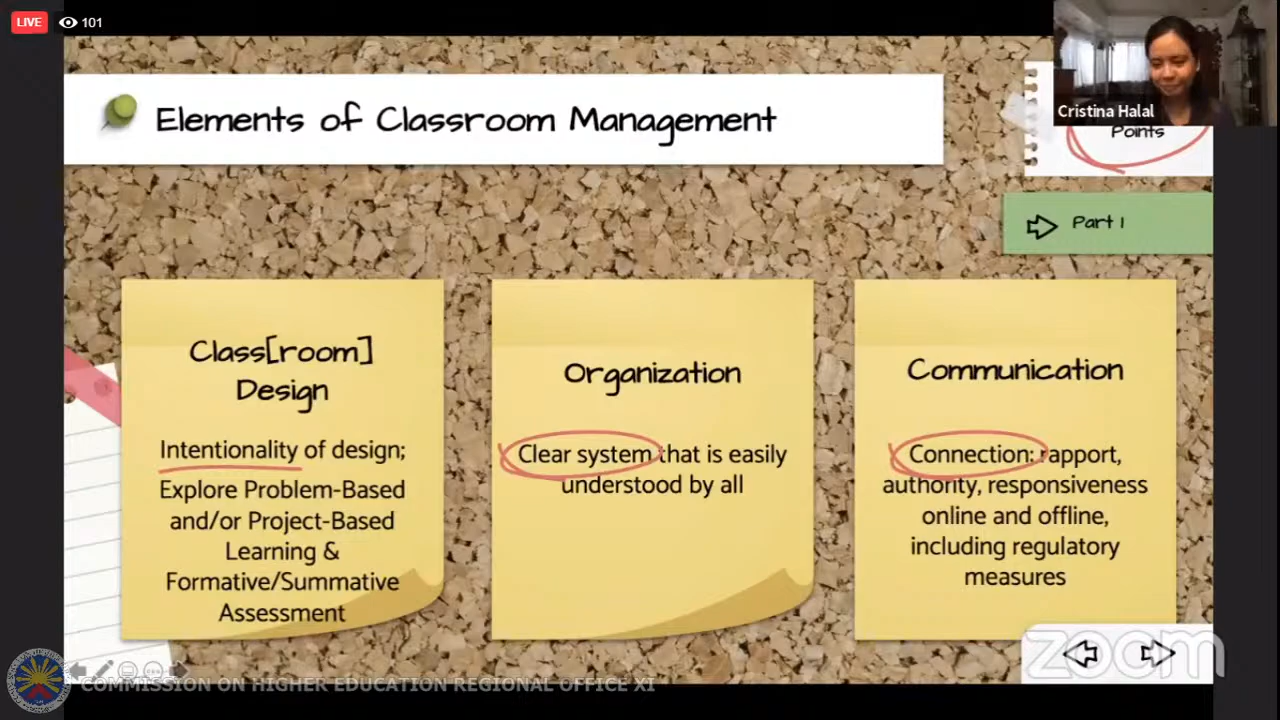 LIVE 101
Cristina Halal
Elements of Classroom Management
Points
Part 1
Class[room]
Design
Intentionality of design;
Explore Problem-Based
and/or Project-Based
Learning &
Formative/Summative
Assessment
Organization
Clear system that is easily
understood by all
Communication
Connection: rapport,
authority, responsiveness
online and offline,
including regulatory
measures
zoom
COMMISSION ON HIGHER EDUCATION REGIONAL OFFICE XI